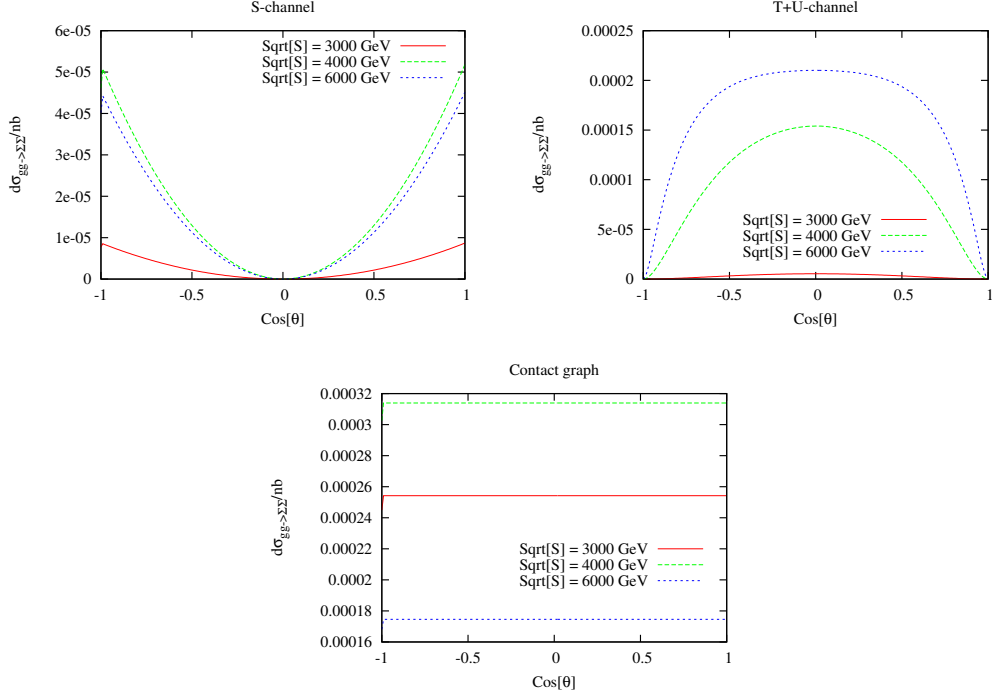 S-channel
6e-05
5e-05
4e-05
3e-05
2e-05
1e-05
0
-1
-0.5
0
0.5
1
dσgg->ΣΣ/nb
Cos[θ]
Sqrt[S] = 3000 GeV
Sqrt[S] = 4000 GeV
Sqrt[S] = 6000 GeV
T+U-channel
0.00025
0.0002
0.00015
0.0001
5e-05
0
-1
-0.5
0
0.5
1
dσgg->ΣΣ/nb
Cos[θ]
Sqrt[S] = 3000 GeV
Sqrt[S] = 4000 GeV
Sqrt[S] = 6000 GeV
Contact graph
0.00032
0.0003
0.00028
0.00026
0.00024
0.00022
0.0002
0.00018
0.00016
-1
-0.5
0
0.5
1
dσgg->ΣΣ/nb
Cos[θ]
Sqrt[S] = 3000 GeV
Sqrt[S] = 4000 GeV
Sqrt[S] = 6000 GeV